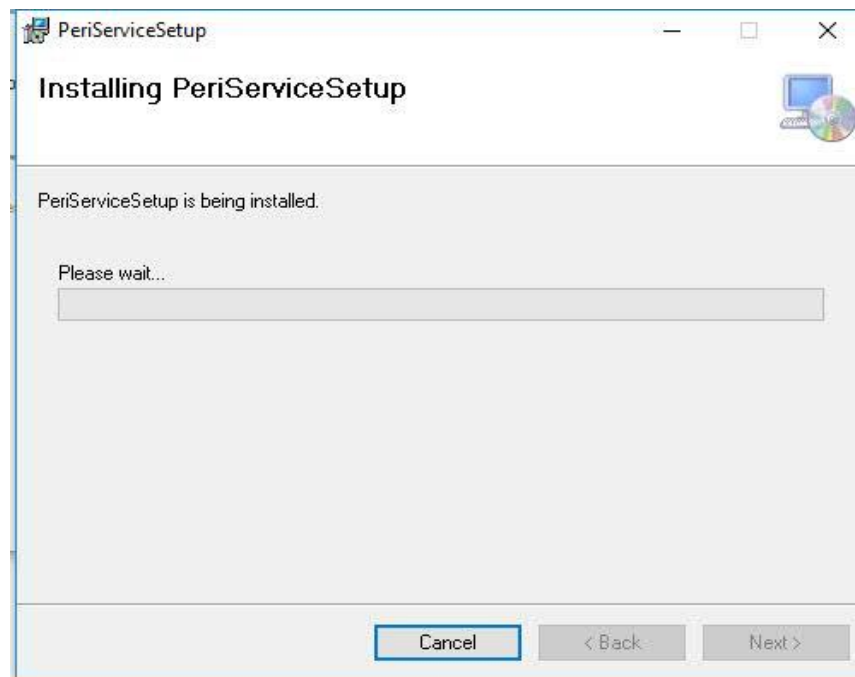 PeriServiceSetup
Installing PeriServiceSetup
PeriServiceSetup is being installed.
Please wait...
Cancel
< Back
Next >